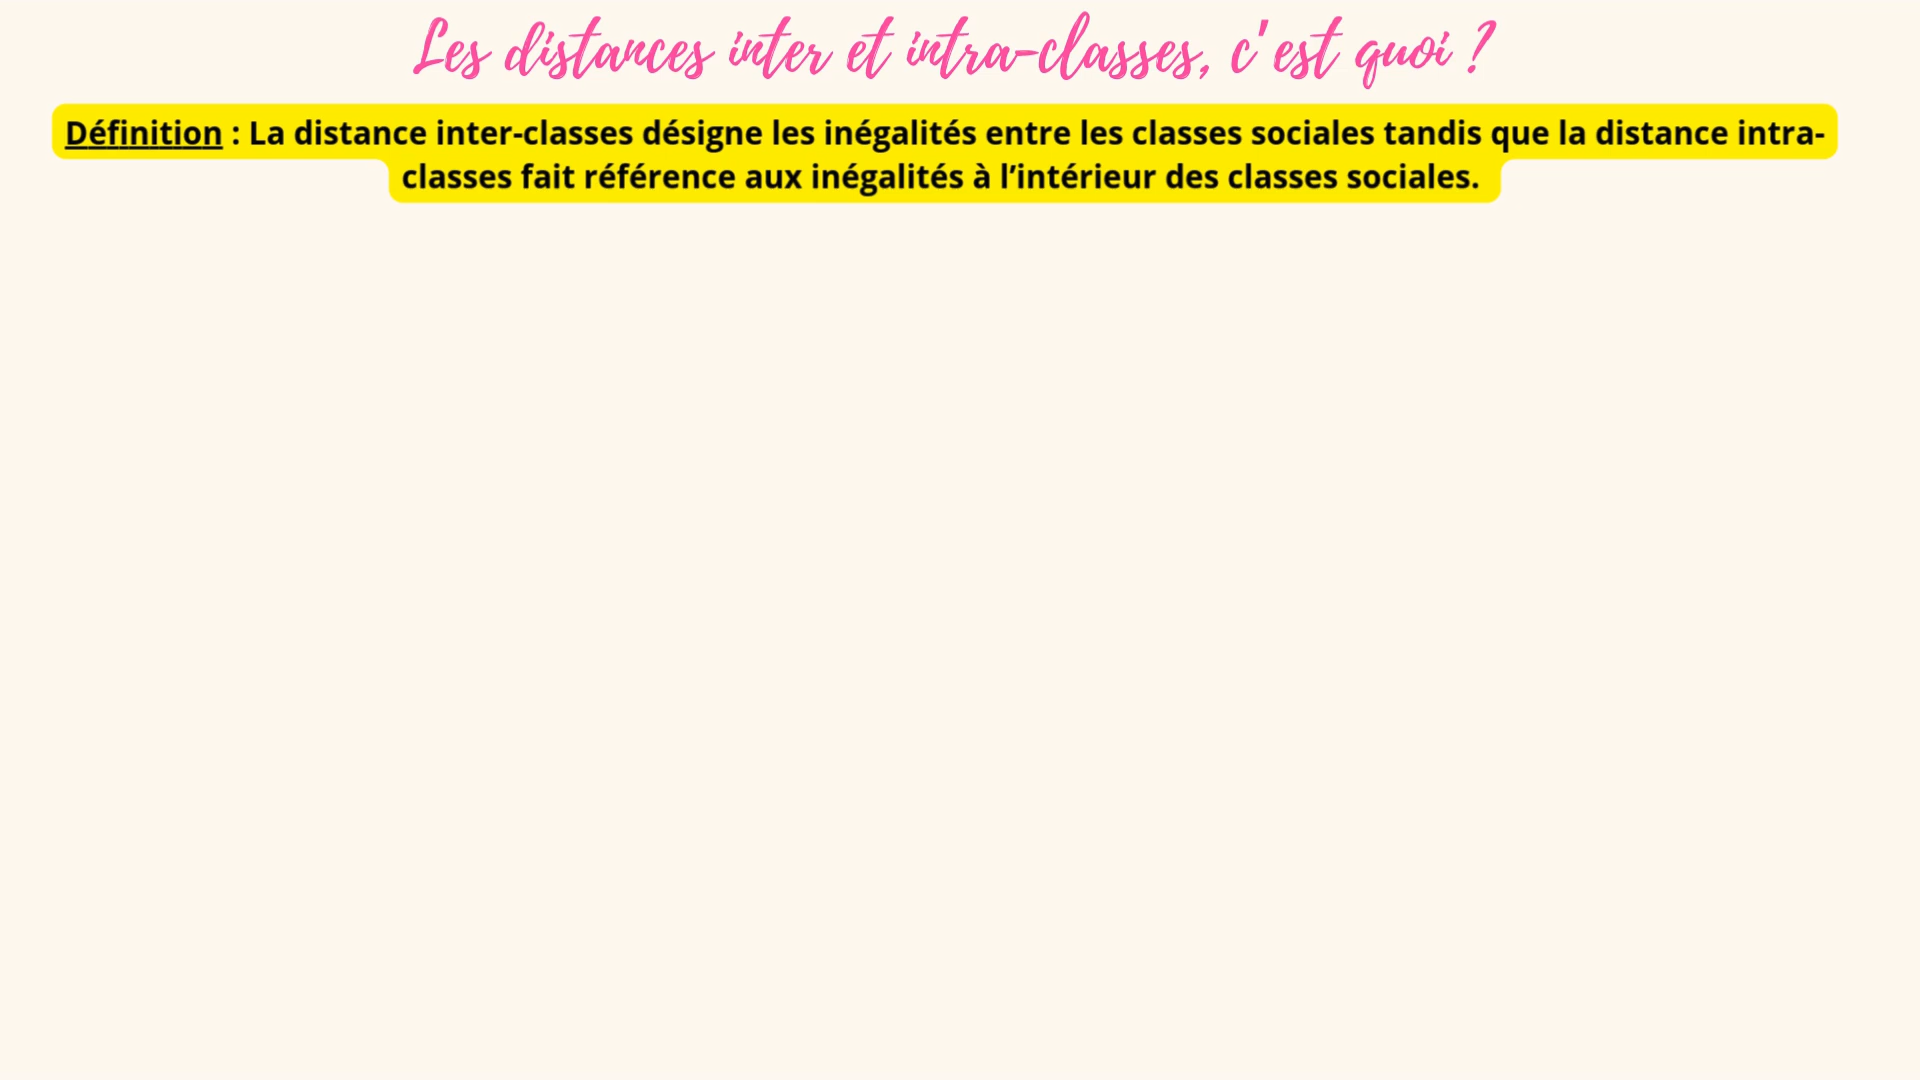 Les distances inter et intra-classes, c'est quoi ?
Définition : La distance inter-classes désigne les inégalités entre les classes sociales tandis que la distance intra-
classes fait référence aux inégalités à l’intérieur des classes sociales.